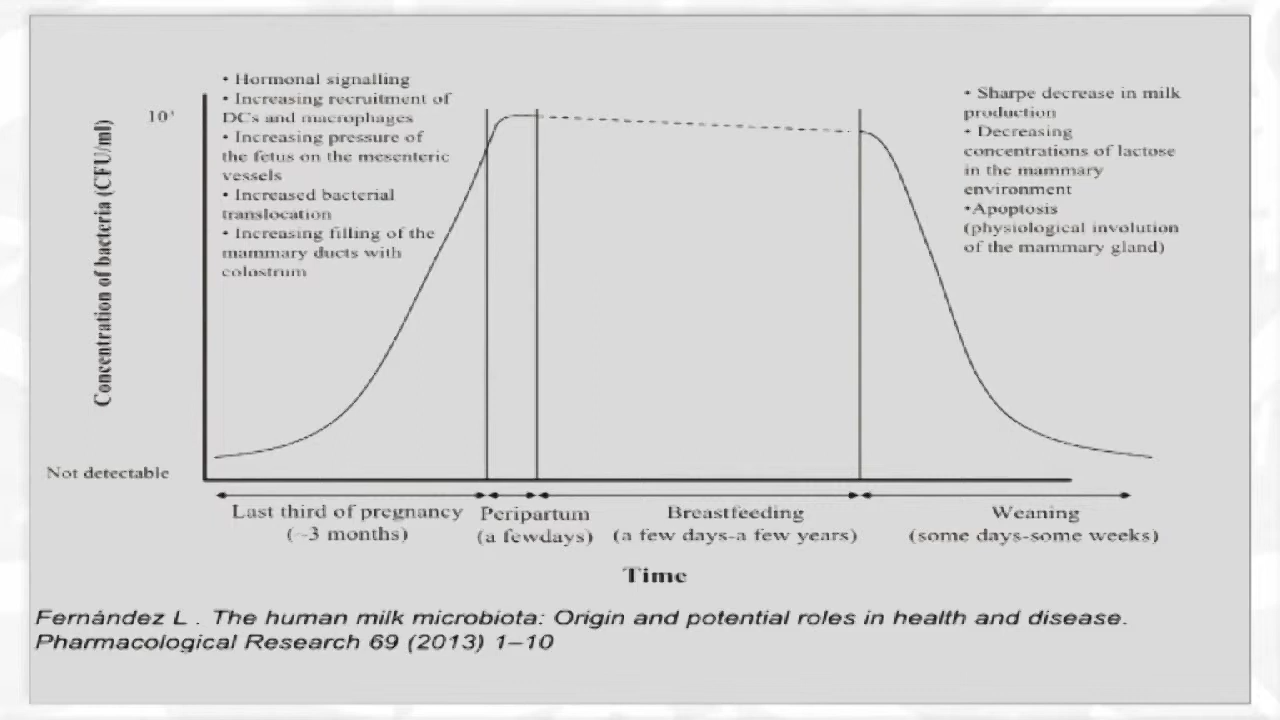 • Hormonal signalling
• Increasing recruitment of
DCs and macrophages
• Increasing pressure of
the fetus on the mesenteric
vessels
• Increased bacterial
translocation
• Increasing filling of the
mammary ducts with
colostrum
• Sharpe decrease in milk
production
• Decreasing
concentrations of lactose
in the mammary
environment
•Apoptosis
(physiological involution
of the mammary gland)
Concentration of bacteria (CFU/ml)
Not detectable
Last third of pregnancy
(~3 months)
Peripartum
(a fewdays)
Breastfeeding
(a few days-a few years)
Weaning
(some days-some weeks)
Time
Fernández L . The human milk microbiota: Origin and potential roles in health and disease.
Pharmacological Research 69 (2013) 1–10